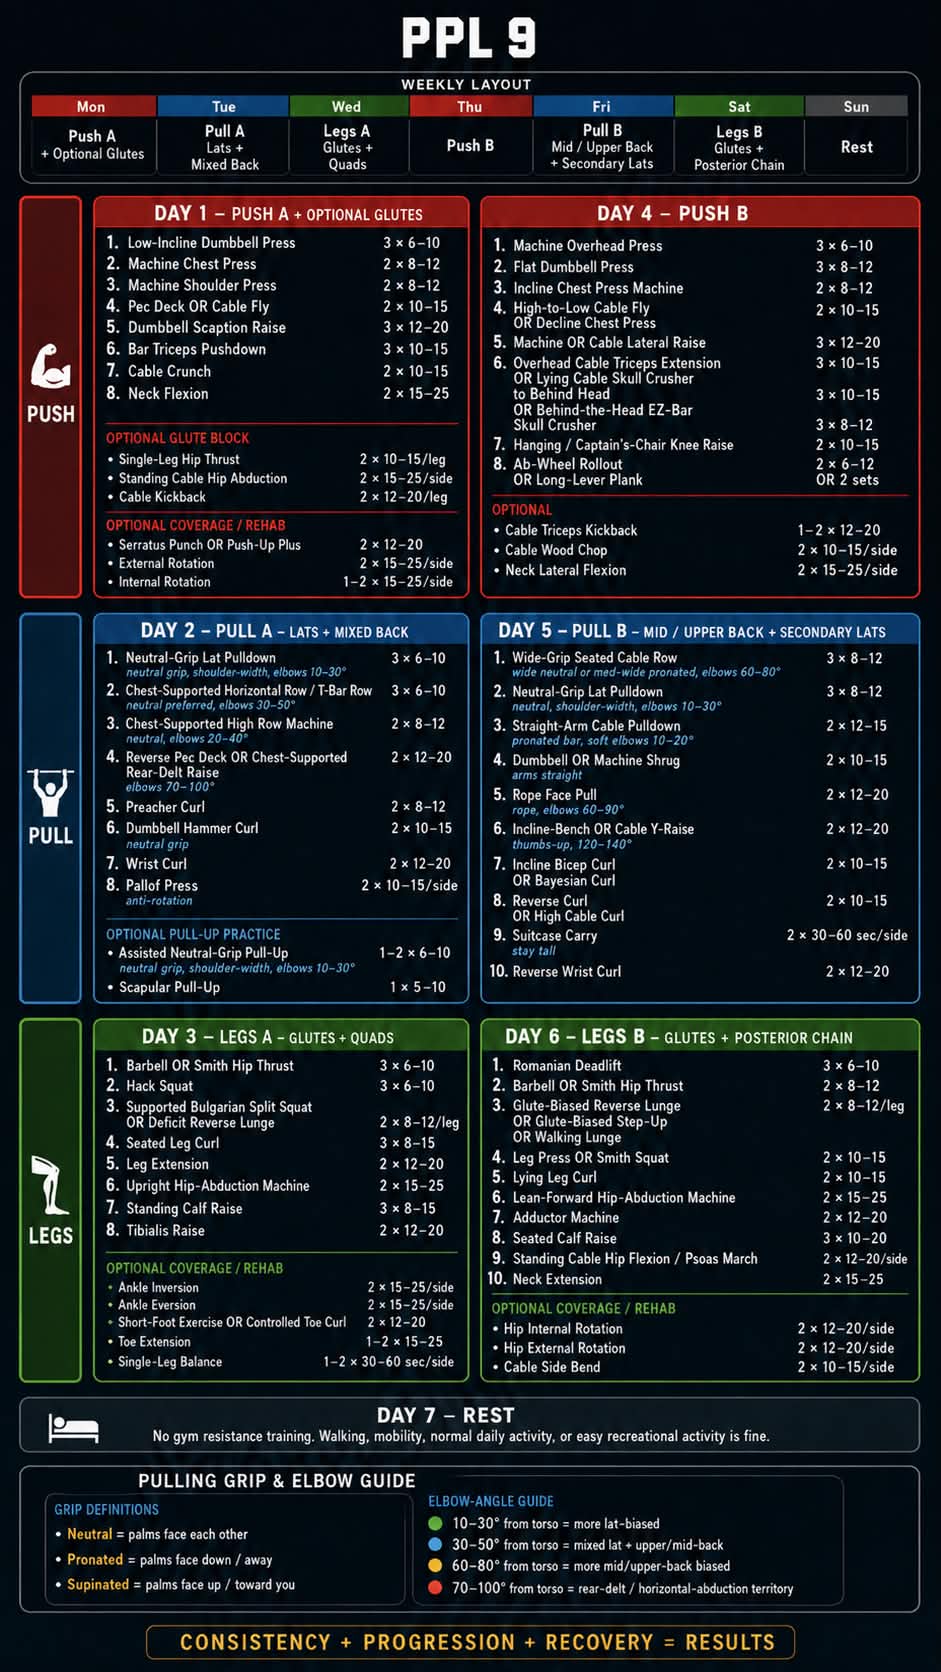 PPL 9
WEEKLY LAYOUT
Mon Tue Wed Thu Fri Sat Sun
Push A
+ Optional Glutes
Pull A
Lats +
Mixed Back
Legs A
Glutes +
Quads
Push B
Pull B
Mid / Upper Back
+ Secondary Lats
Legs B
Glutes +
Posterior Chain
Rest
PUSH
DAY 1 – PUSH A + OPTIONAL GLUTES
1. Low-Incline Dumbbell Press 3 × 6–10
2. Machine Chest Press 2 × 8–12
3. Machine Shoulder Press 2 × 8–12
4. Pec Deck OR Cable Fly 2 × 10–15
5. Dumbbell Scaption Raise 3 × 12–20
6. Bar Triceps Pushdown 3 × 10–15
7. Cable Crunch 2 × 10–15
8. Neck Flexion 2 × 15–25
OPTIONAL GLUTE BLOCK
• Single-Leg Hip Thrust 2 × 10–15/leg
• Standing Cable Hip Abduction 2 × 15–25/side
• Cable Kickback 2 × 12–20/leg
OPTIONAL COVERAGE / REHAB
• Serratus Punch OR Push-Up Plus 2 × 12–20
• External Rotation 2 × 15–25/side
• Internal Rotation 1–2 × 15–25/side
DAY 4 – PUSH B
1. Machine Overhead Press 3 × 6–10
2. Flat Dumbbell Press 3 × 8–12
3. Incline Chest Press Machine 2 × 8–12
4. High-to-Low Cable Fly 2 × 10–15
OR Decline Chest Press
5. Machine OR Cable Lateral Raise 3 × 12–20
6. Overhead Cable Triceps Extension 3 × 10–15
OR Lying Cable Skull Crusher
to Behind Head 3 × 10–15
OR Behind-the-Head EZ-Bar
Skull Crusher 3 × 8–12
7. Hanging / Captain's-Chair Knee Raise 2 × 10–15
8. Ab-Wheel Rollout 2 × 6–12
OR Long-Lever Plank OR 2 sets
OPTIONAL
• Cable Triceps Kickback 1–2 × 12–20
• Cable Wood Chop 2 × 10–15/side
• Neck Lateral Flexion 2 × 15–25/side
PULL
DAY 2 – PULL A – LATS + MIXED BACK
1. Neutral-Grip Lat Pulldown 3 × 6–10
neutral grip, shoulder-width, elbows 10–30°
2. Chest-Supported Horizontal Row / T-Bar Row 3 × 6–10
neutral preferred, elbows 30–50°
3. Chest-Supported High Row Machine 2 × 8–12
neutral, elbows 20–40°
4. Reverse Pec Deck OR Chest-Supported 2 × 12–20
Rear-Delt Raise
elbows 70–100°
5. Preacher Curl 2 × 8–12
6. Dumbbell Hammer Curl 2 × 10–15
neutral grip
7. Wrist Curl 2 × 12–20
8. Pallof Press 2 × 10–15/side
anti-rotation
OPTIONAL PULL-UP PRACTICE
• Assisted Neutral-Grip Pull-Up 1–2 × 6–10
neutral grip, shoulder-width, elbows 10–30°
• Scapular Pull-Up 1 × 5–10
DAY 5 – PULL B – MID / UPPER BACK + SECONDARY LATS
1. Wide-Grip Seated Cable Row 3 × 8–12
wide neutral or med-wide pronated, elbows 60–80°
2. Neutral-Grip Lat Pulldown 3 × 8–12
neutral, shoulder-width, elbows 10–30°
3. Straight-Arm Cable Pulldown 2 × 12–15
pronated bar, soft elbows 10–20°
4. Dumbbell OR Machine Shrug 2 × 10–15
arms straight
5. Rope Face Pull 2 × 12–20
rope, elbows 60–90°
6. Incline-Bench OR Cable Y-Raise 2 × 12–20
thumbs-up, 120–140°
7. Incline Bicep Curl 2 × 10–15
OR Bayesian Curl
8. Reverse Curl 2 × 10–15
OR High Cable Curl
9. Suitcase Carry 2 × 30–60 sec/side
stay tall
10. Reverse Wrist Curl 2 × 12–20
LEGS
DAY 3 – LEGS A – GLUTES + QUADS
1. Barbell OR Smith Hip Thrust 3 × 6–10
2. Hack Squat 3 × 6–10
3. Supported Bulgarian Split Squat
OR Deficit Reverse Lunge 2 × 8–12/leg
4. Seated Leg Curl 3 × 8–15
5. Leg Extension 2 × 12–20
6. Upright Hip-Abduction Machine 2 × 15–25
7. Standing Calf Raise 3 × 8–15
8. Tibialis Raise 2 × 12–20
OPTIONAL COVERAGE / REHAB
• Ankle Inversion 2 × 15–25/side
• Ankle Eversion 2 × 15–25/side
• Short-Foot Exercise OR Controlled Toe Curl 2 × 12–20
• Toe Extension 1–2 × 15–25
• Single-Leg Balance 1–2 × 30–60 sec/side
DAY 6 – LEGS B – GLUTES + POSTERIOR CHAIN
1. Romanian Deadlift 3 × 6–10
2. Barbell OR Smith Hip Thrust 2 × 8–12
3. Glute-Biased Reverse Lunge 2 × 8–12/leg
OR Glute-Biased Step-Up
OR Walking Lunge
4. Leg Press OR Smith Squat 2 × 10–15
5. Lying Leg Curl 2 × 10–15
6. Lean-Forward Hip-Abduction Machine 2 × 15–25
7. Adductor Machine 2 × 12–20
8. Seated Calf Raise 3 × 10–20
9. Standing Cable Hip Flexion / Psoas March 2 × 12–20/side
10. Neck Extension 2 × 15–25
OPTIONAL COVERAGE / REHAB
• Hip Internal Rotation 2 × 12–20/side
• Hip External Rotation 2 × 12–20/side
• Cable Side Bend 2 × 10–15/side
DAY 7 – REST
No gym resistance training. Walking, mobility, normal daily activity, or easy recreational activity is fine.
PULLING GRIP & ELBOW GUIDE
GRIP DEFINITIONS
• Neutral = palms face each other
• Pronated = palms face down / away
• Supinated = palms face up / toward you
ELBOW-ANGLE GUIDE
10–30° from torso = more lat-biased
30–50° from torso = mixed lat + upper/mid-back
60–80° from torso = more mid/upper-back biased
70–100° from torso = rear-delt / horizontal-abduction territory
CONSISTENCY + PROGRESSION + RECOVERY = RESULTS